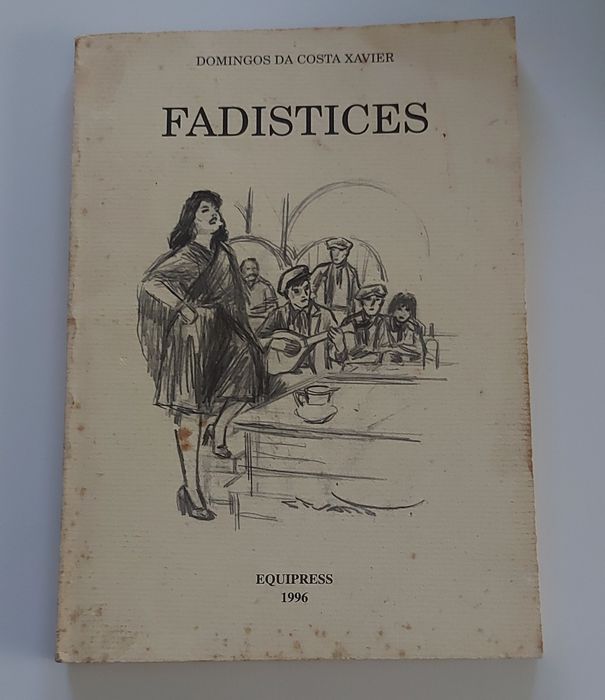 DOMINGOS DA COSTA XAVIER
FADISTICES
EQUIPRESS
1996